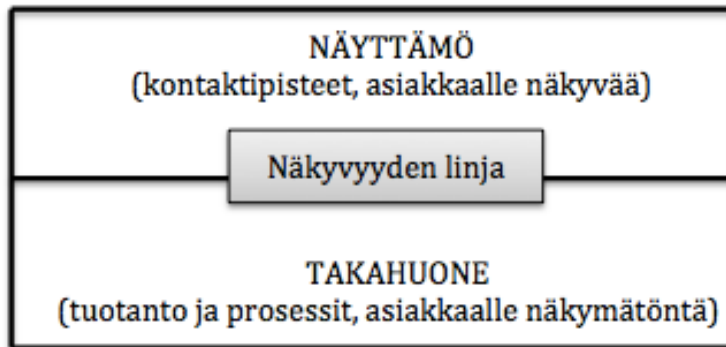 NÄYTTÄMÖ
(kontaktipisteet, asiakkaalle näkyvää)
Näkyvyyden linja
TAKAHUONE
(tuotanto ja prosessit, asiakkaalle näkymätöntä)